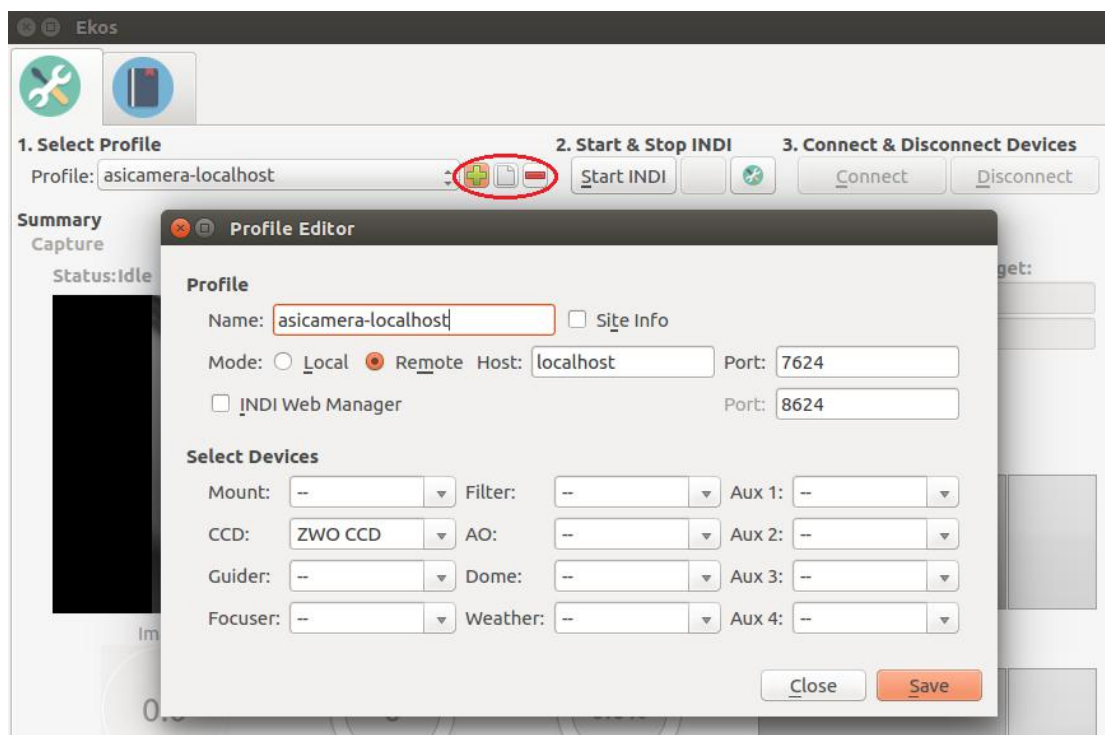 Ekos
1. Select Profile 2. Start & Stop INDI 3. Connect & Disconnect Devices
Profile: asicamera-localhost Start INDI Connect Disconnect
Summary
Capture
Status:Idle get:
Profile Editor
Profile
Name: asicamera-localhost Site Info
Mode: Local Remote Host: localhost Port: 7624
INDI Web Manager Port: 8624
Select Devices
Mount: -- Filter: -- Aux 1: --
CCD: ZWO CCD AO: -- Aux 2: --
Guider: -- Dome: -- Aux 3: --
Focuser: -- Weather: -- Aux 4: --
Im
Close Save